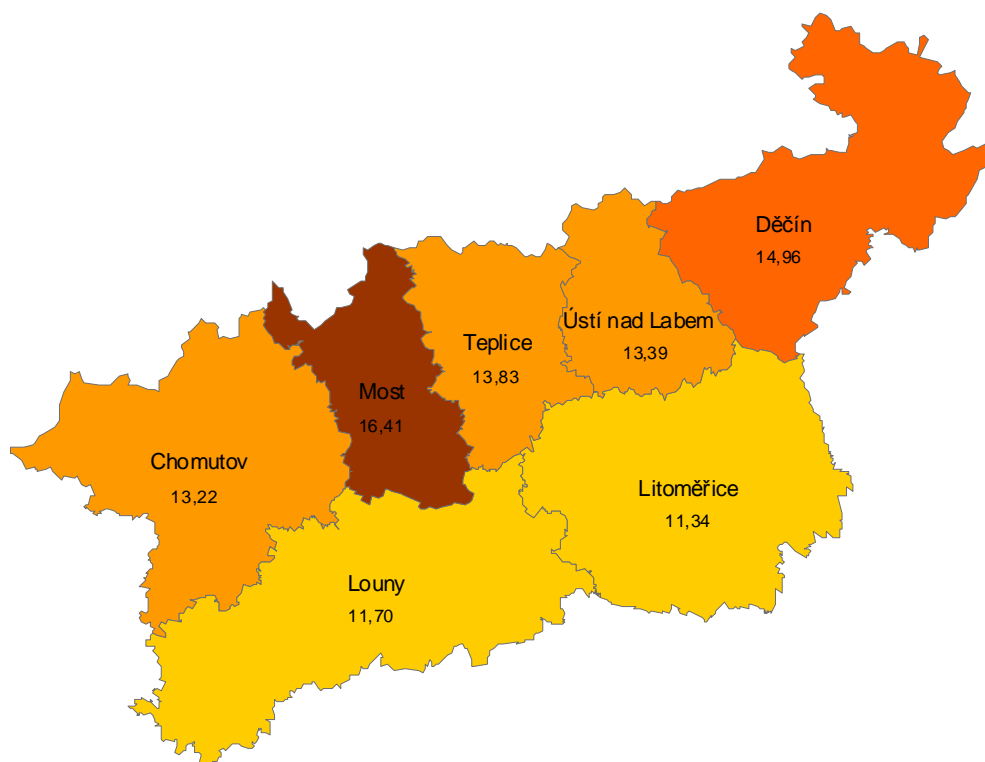 Děčín
14,96
Ústí nad Labem
13,39
Teplice
13,83
Most
16,41
Chomutov
13,22
Litoměřice
11,34
Louny
11,70